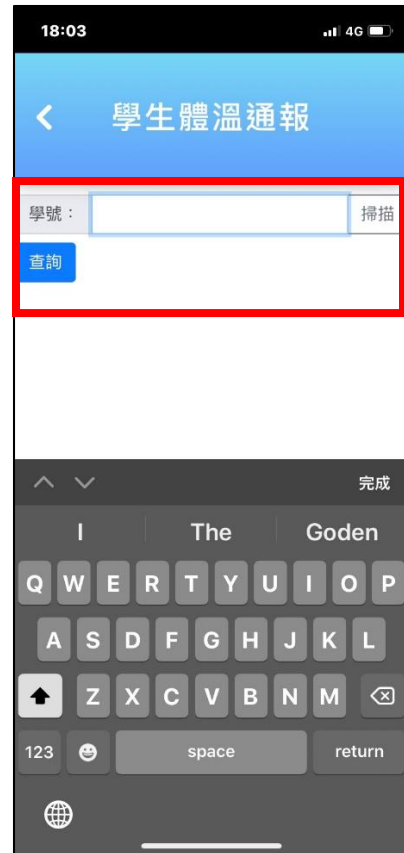 18:03 4G
學生體溫通報
學號： 掃描
查詢
完成
I The Goden
Q W E R T Y U I O P
A S D F G H J K L
Z X C V B N M
123 space return